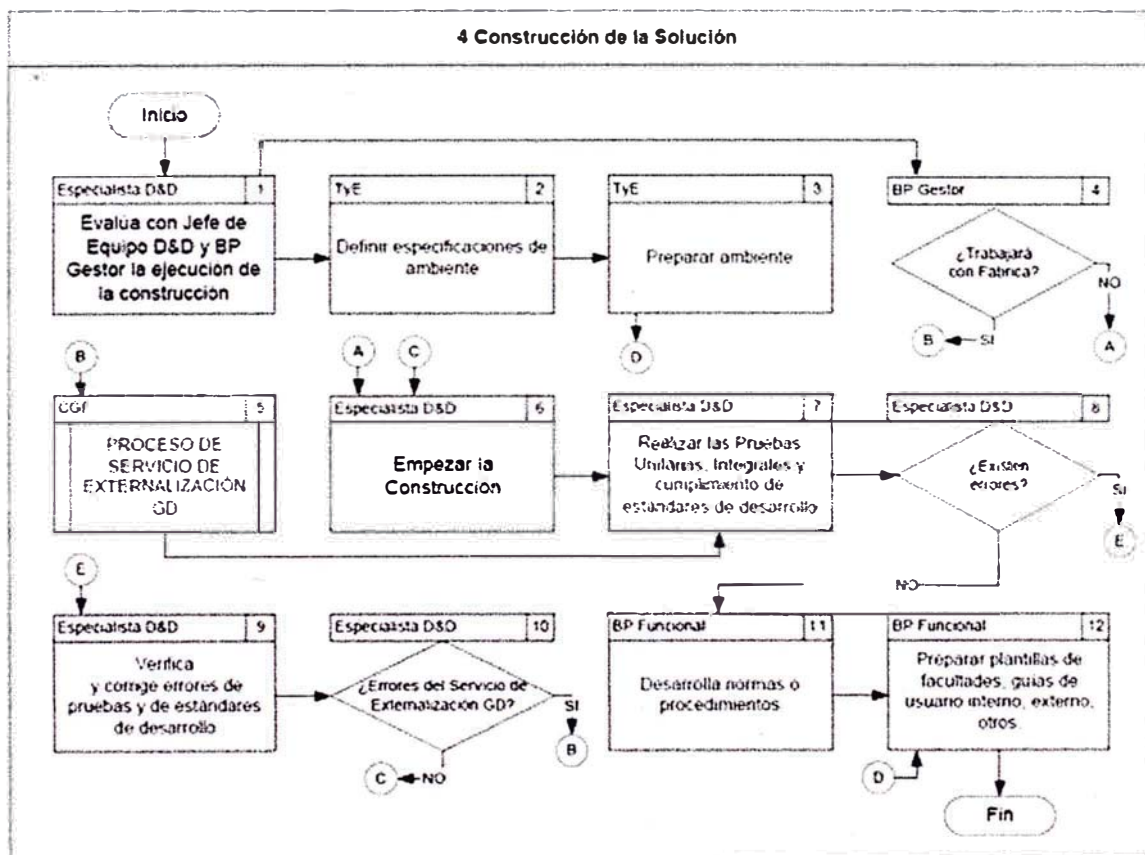 4 Construcción de la Solución
Inicio
Especialista D&D 1
Evalúa con Jefe de
Equipo D&D y BP
Gestor la ejecución de
la construcción
TyE 2
Definir especificaciones de
ambiente
TyE 3
Preparar ambiente
D
BP Gestor 4
¿Trabajará
con Fabrica?
NO
SI
B
A
B
5
PROCESO DE
SERVICIO DE
EXTERNALIZACIÓN
GD
A
C
Especialista D&D 6
Empezar la
Construcción
Especialista D&D 7
Realizar las Pruebas
Unitarias, Integrales y
cumplimiento de
estándares de desarrollo
Especialista D&D 8
¿Existen
errores?
SI
E
NO
E
Especialista D&D 9
Verifica
y corrige errores de
pruebas y de estándares
de desarrollo
Especialista D&D 10
¿Errores del Servicio de
Externalización GD?
SI
B
NO
C
BP Funcional 11
Desarrolla normas o
procedimientos
BP Funcional 12
Preparar plantillas de
facultades, guías de
usuario interno, externo,
otros.
D
Fin